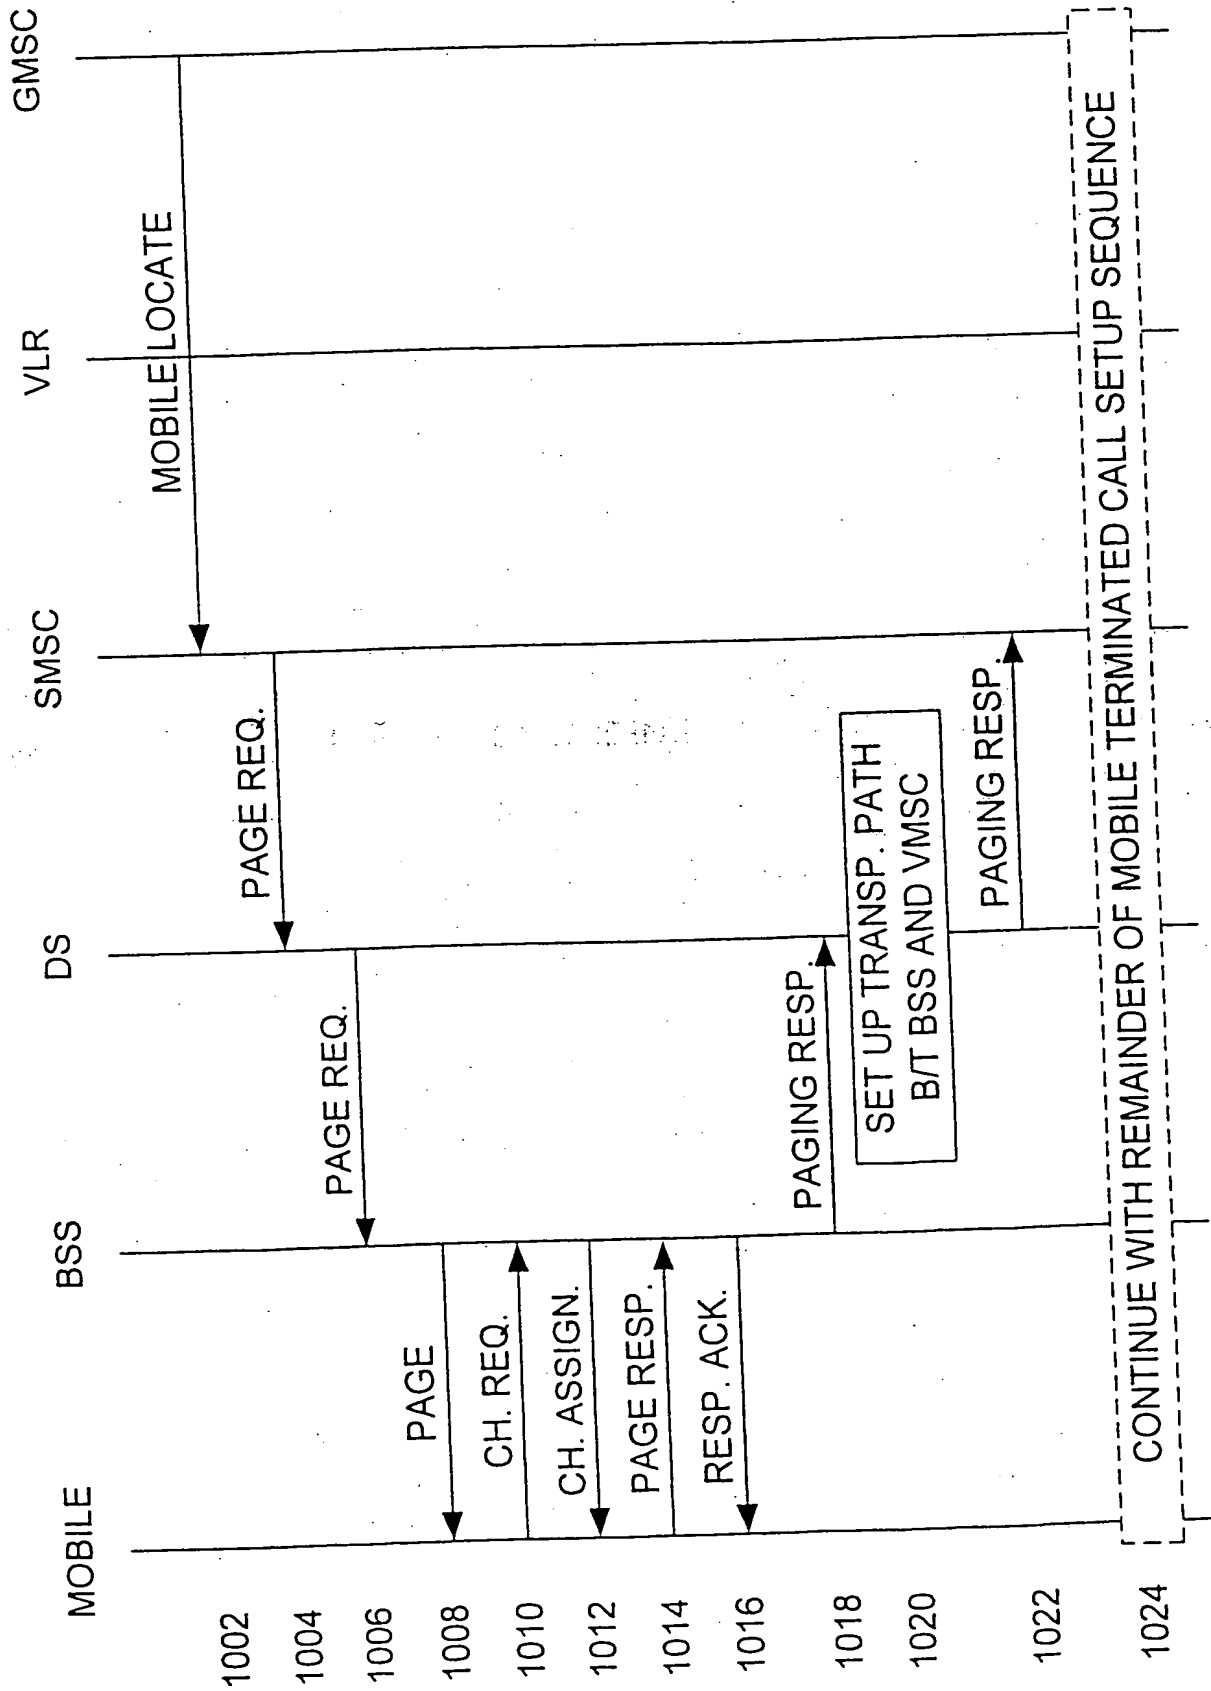 MOBILE
BSS
DS
SMSC
VLR
GMSC
1002
MOBILE LOCATE
1004
PAGE REQ.
1006
PAGE REQ.
1008
PAGE
1010
CH. REQ.
1012
CH. ASSIGN.
1014
PAGE RESP.
1016
RESP. ACK.
1018
PAGING RESP.
1020
SET UP TRANSP. PATH
B/T BSS AND VMSC
1022
PAGING RESP.
1024
CONTINUE WITH REMAINDER OF MOBILE TERMINATED CALL SETUP SEQUENCE